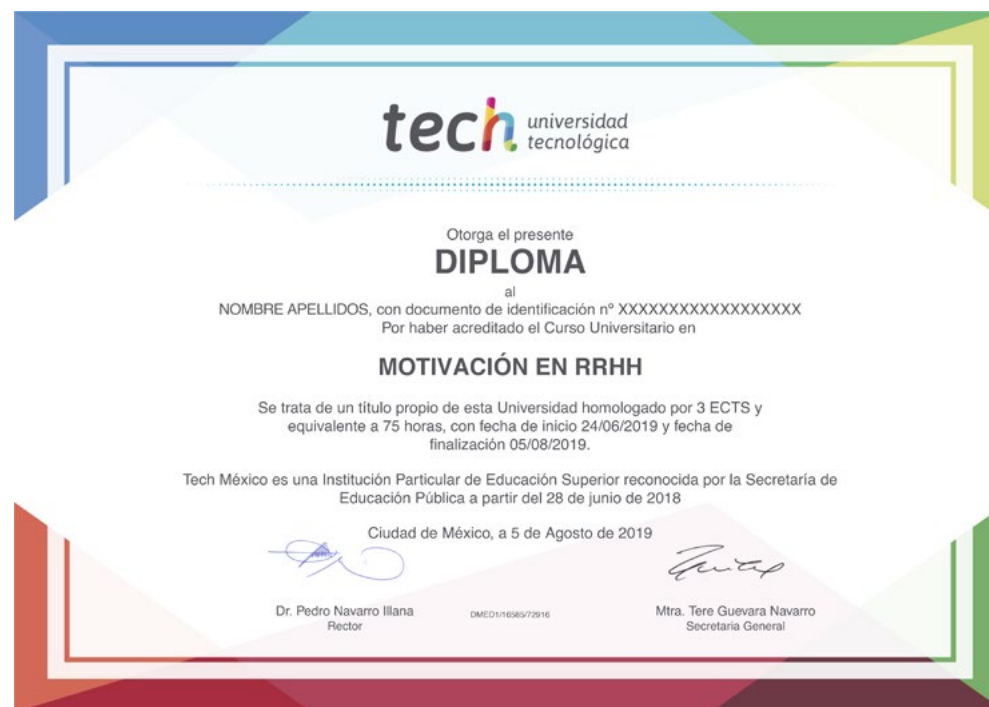 tech universidad
tecnológica
Otorga el presente
DIPLOMA
al
NOMBRE APELLIDOS, con documento de identificación nº XXXXXXXXXXXXXXXXXX
Por haber acreditado el Curso Universitario en
MOTIVACIÓN EN RRHH
Se trata de un título propio de esta Universidad homologado por 3 ECTS y
equivalente a 75 horas, con fecha de inicio 24/06/2019 y fecha de
finalización 05/08/2019.
Tech México es una Institución Particular de Educación Superior reconocida por la Secretaría de
Educación Pública a partir del 28 de junio de 2018
Ciudad de México, a 5 de Agosto de 2019
Dr. Pedro Navarro Illana
Rector
DMED1/16585/72916
Mtra. Tere Guevara Navarro
Secretaria General